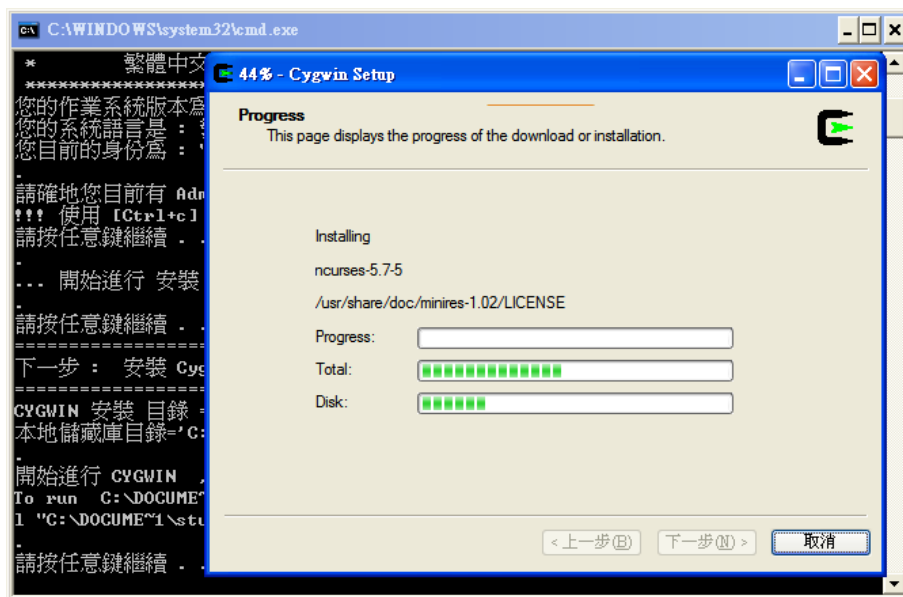 C:\WINDOWS\system32\cmd.exe
* 繁體中文
*****************
您的作業系統版本為
您的系統語言是 :
您目前的身份為 : '
.
請確地您目前有 Adm
!!! 使用 [Ctrl+c]
請按任意鍵繼續 . .
.
... 開始進行 安裝
.
請按任意鍵繼續 . .
==================
下一步 : 安裝 Cyg
==================
CYGWIN 安裝 目錄 =
本地儲藏庫目錄='C:
.
開始進行 CYGWIN ,
To run C:\DOCUME~
l "C:\DOCUME~1\stu
.
請按任意鍵繼續 . .
44% - Cygwin Setup
Progress
This page displays the progress of the download or installation.
Installing
ncurses-5.7-5
/usr/share/doc/minires-1.02/LICENSE
Progress:
Total:
Disk:
< 上一步(B)
下一步(N) >
取消